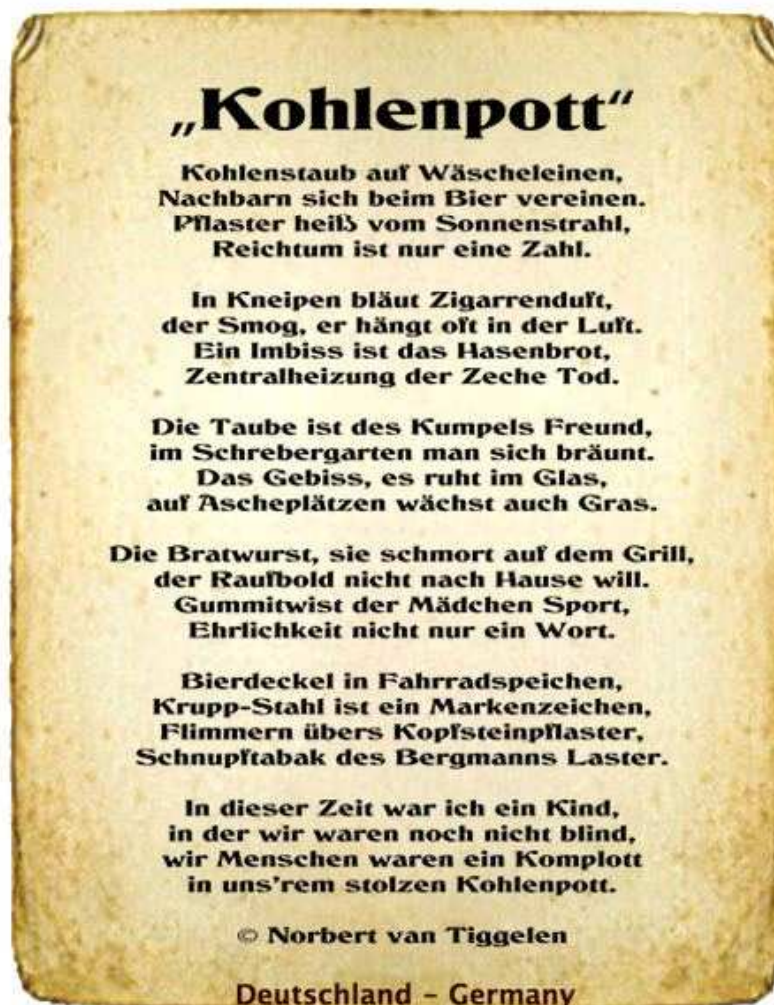 „Kohlenpott“
Kohlenstaub auf Wäscheleinen,
Nachbarn sich beim Bier vereinen.
Pflaster heiß vom Sonnenstrahl,
Reichtum ist nur eine Zahl.
In Kneipen bläut Zigarrenduft,
der Smog, er hängt oft in der Luft.
Ein Imbiss ist das Hasenbrot,
Zentralheizung der Zeche Tod.
Die Taube ist des Kumpels Freund,
im Schrebergarten man sich bräunt.
Das Gebiss, es ruht im Glas,
auf Ascheplätzen wächst auch Gras.
Die Bratwurst, sie schmort auf dem Grill,
der Raufbold nicht nach Hause will.
Gummitwist der Mädchen Sport,
Ehrlichkeit nicht nur ein Wort.
Bierdeckel in Fahrradspeichen,
Krupp-Stahl ist ein Markenzeichen,
Flimmern übers Kopfsteinpflaster,
Schnupftabak des Bergmanns Laster.
In dieser Zeit war ich ein Kind,
in der wir waren noch nicht blind,
wir Menschen waren ein Komplott
in uns'rem stolzen Kohlenpott.
© Norbert van Tiggelen
Deutschland – Germany